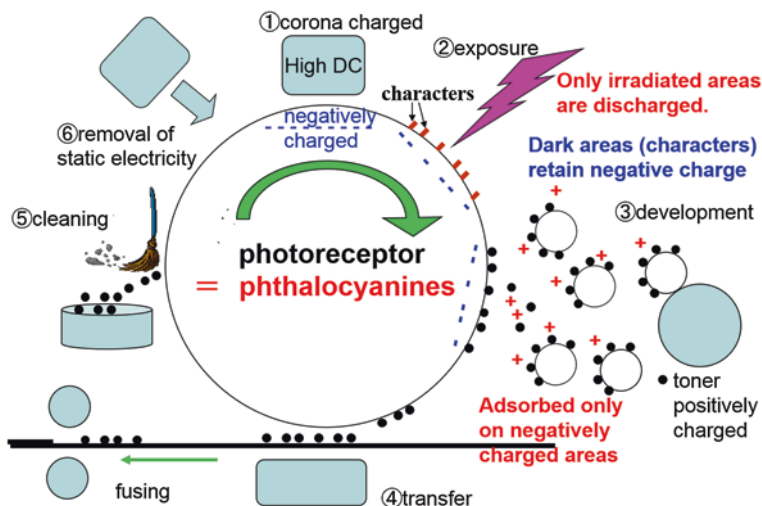 ①corona charged
High DC
②exposure
Only irradiated areas
are discharged.
characters
negatively
charged
Dark areas (characters)
retain negative charge
⑥removal of
static electricity
⑤cleaning
③development
photoreceptor
= phthalocyanines
+
+
+
+
+
+
+
+
+
+
toner
positively
charged
Adsorbed only
on negatively
charged areas
fusing
④transfer